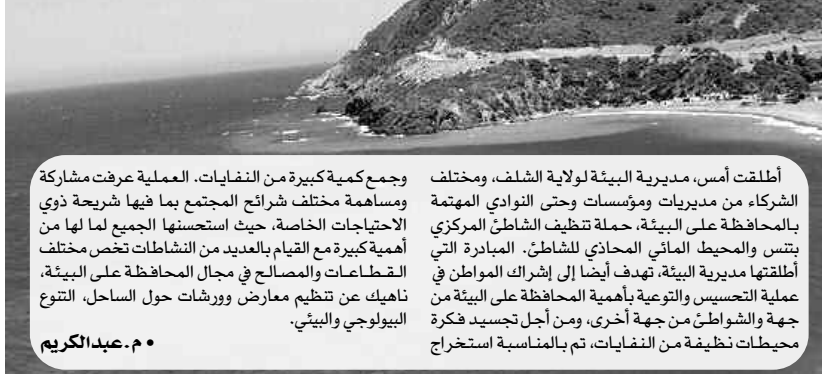 أطلقت أمس، مديرية البيئة لولاية الشلف، ومختلف
الشركاء من مديريات ومؤسسات وحتى النوادي المهتمة
بالمحافظة على البيئة، حملة تنظيف الشاطئ المركزي
بتنس والمحيط المائي المحاذي للشاطئ. المبادرة التي
أطلقتها مديرية البيئة، تهدف أيضا إلى إشراك المواطن في
عملية التحسيس والتوعية بأهمية المحافظة على البيئة من
جهة والشواطئ من جهة أخرى، ومن أجل تجسيد فكرة
محيطات نظيفة من النفايات، تم بالمناسبة استخراج
وجمع كمية كبيرة من النفايات. العملية عرفت مشاركة
ومساهمة مختلف شرائح المجتمع بما فيها شريحة ذوي
الاحتياجات الخاصة، حيث استحسنها الجميع لما لها من
أهمية كبيرة مع القيام بالعديد من النشاطات تخص مختلف
القطاعات والمصالح في مجال المحافظة على البيئة،
ناهيك عن تنظيم معارض وورشات حول الساحل، التنوع
البيولوجي والبيئي.
• م.عبدالكريم